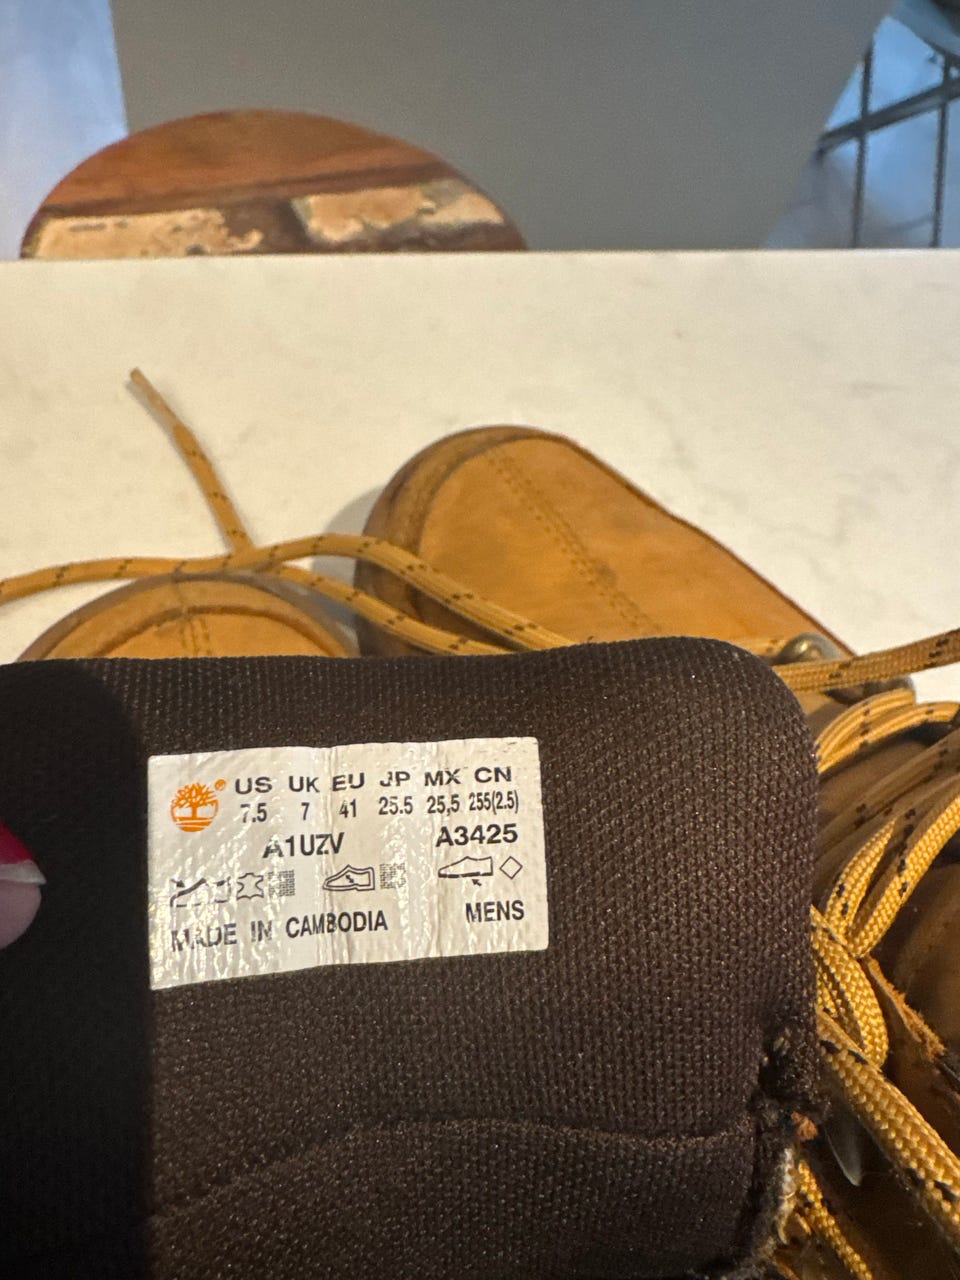 US UK EU JP MX CN
7.5 7 41 25.5 25,5 255(2.5)
A1UZV A3425
MADE IN CAMBODIA MENS